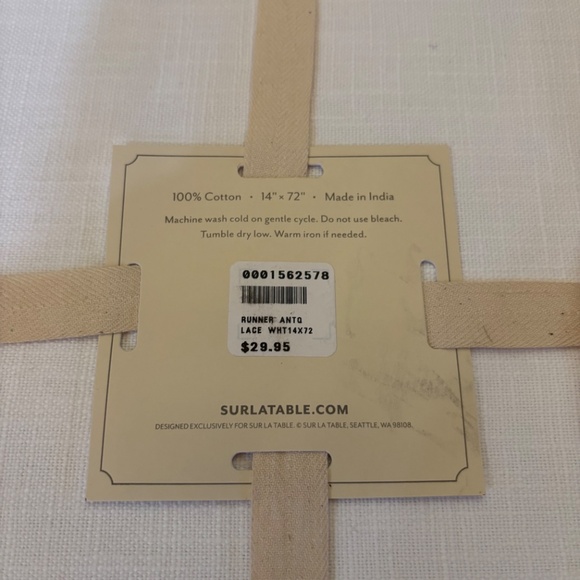 100% Cotton • 14" x 72" • Made in India
Machine wash cold on gentle cycle. Do not use bleach.
Tumble dry low. Warm iron if needed.
0001562578
RUNNER ANTQ
LACE WHT14X72
$29.95
SURLATABLE.COM
DESIGNED EXCLUSIVELY FOR SUR LA TABLE. © SUR LA TABLE, SEATTLE, WA 98108.